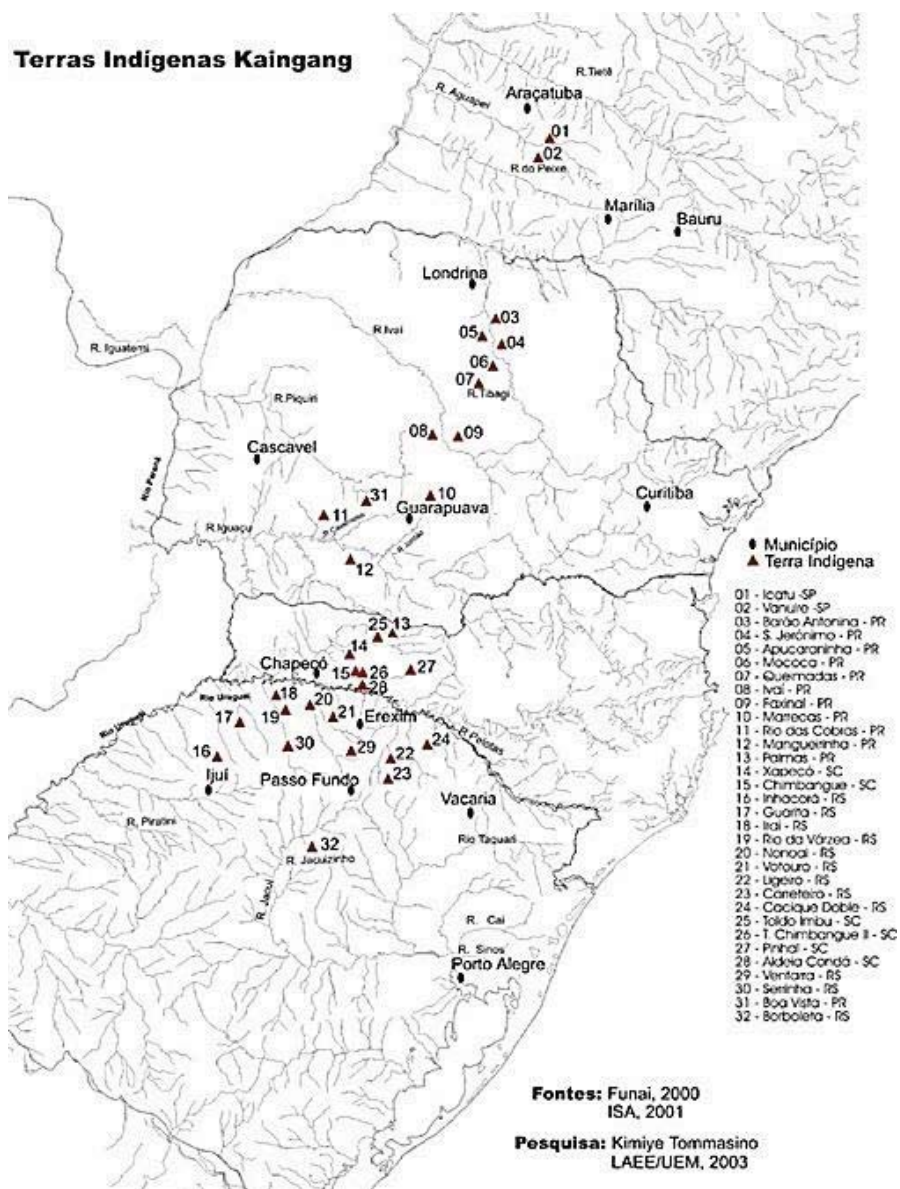 Terras Indígenas Kaingang
R. Tietê
Araçatuba
R. Aguapeí
01
02
R. do Peixe
Marília
Bauru
Londrina
03
05
04
R. Ivaí
R. Iguatemi
06
07
R. Tibagi
R. Piquiri
08
09
Cascavel
Rio Paraná
31
10
Curitiba
11
Guarapuava
R. Iguaçu
12
25
13
14
Chapecó
15
26
27
28
Rio Uruguai
Rio Uruguai
18
20
19
21
Erexim
17
R. Pelotas
24
30
29
22
16
23
Ijuí
Passo Fundo
Vacaria
R. Piratini
Rio Taquari
32
R. Jacuizinho
R. Jacuí
R. Caí
R. Sinos
Porto Alegre
Município
Terra Indígena
01 - Icatu -SP
02 - Vanuire -SP
03 - Barão Antonina - PR
04 - S. Jerônimo - PR
05 - Apucaraninha - PR
06 - Mococa - PR
07 - Queimadas - PR
08 - Ivaí - PR
09 - Faxinal - PR
10 - Marrecas - PR
11 - Rio das Cobras - PR
12 - Mangueirinha - PR
13 - Palmas - PR
14 - Xapecó - SC
15 - Chimbangue - SC
16 - Inhacorá - RS
17 - Guarita - RS
18 - Iraí - RS
19 - Rio da Várzea - RS
20 - Nonoai - RS
21 - Votouro - RS
22 - Ligeiro - RS
23 - Carreteiro - RS
24 - Cacique Doble - RS
25 - Toldo Imbu - SC
26 - T. Chimbangue II - SC
27 - Pinhal - SC
28 - Aldeia Condá - SC
29 - Ventarra - RS
30 - Serrinha - RS
31 - Boa Vista - PR
32 - Borboleta - RS
Fontes: Funai, 2000
ISA, 2001
Pesquisa: Kimiye Tommasino
LAEE/UEM, 2003